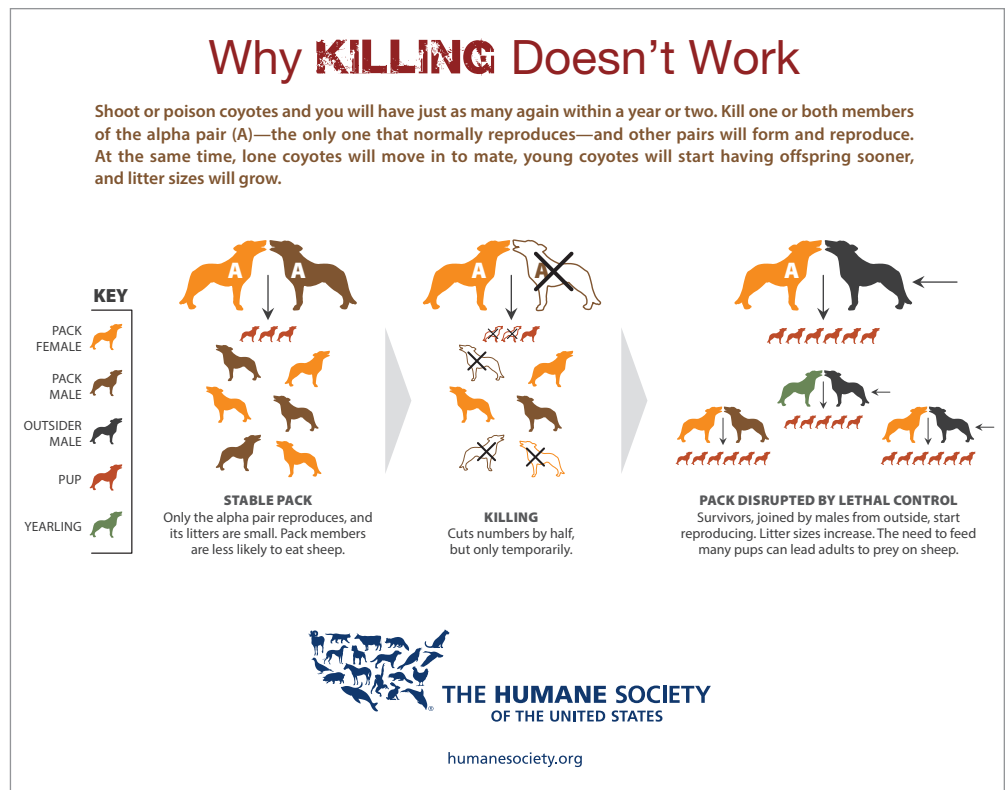 Why KILLING Doesn't Work
Shoot or poison coyotes and you will have just as many again within a year or two. Kill one or both members
of the alpha pair (A)—the only one that normally reproduces—and other pairs will form and reproduce.
At the same time, lone coyotes will move in to mate, young coyotes will start having offspring sooner,
and litter sizes will grow.
KEY
PACK
FEMALE
PACK
MALE
OUTSIDER
MALE
PUP
YEARLING
A A
STABLE PACK
Only the alpha pair reproduces, and
its litters are small. Pack members
are less likely to eat sheep.
A A
KILLING
Cuts numbers by half,
but only temporarily.
A
PACK DISRUPTED BY LETHAL CONTROL
Survivors, joined by males from outside, start
reproducing. Litter sizes increase. The need to feed
many pups can lead adults to prey on sheep.
®
THE HUMANE SOCIETY
OF THE UNITED STATES
humanesociety.org